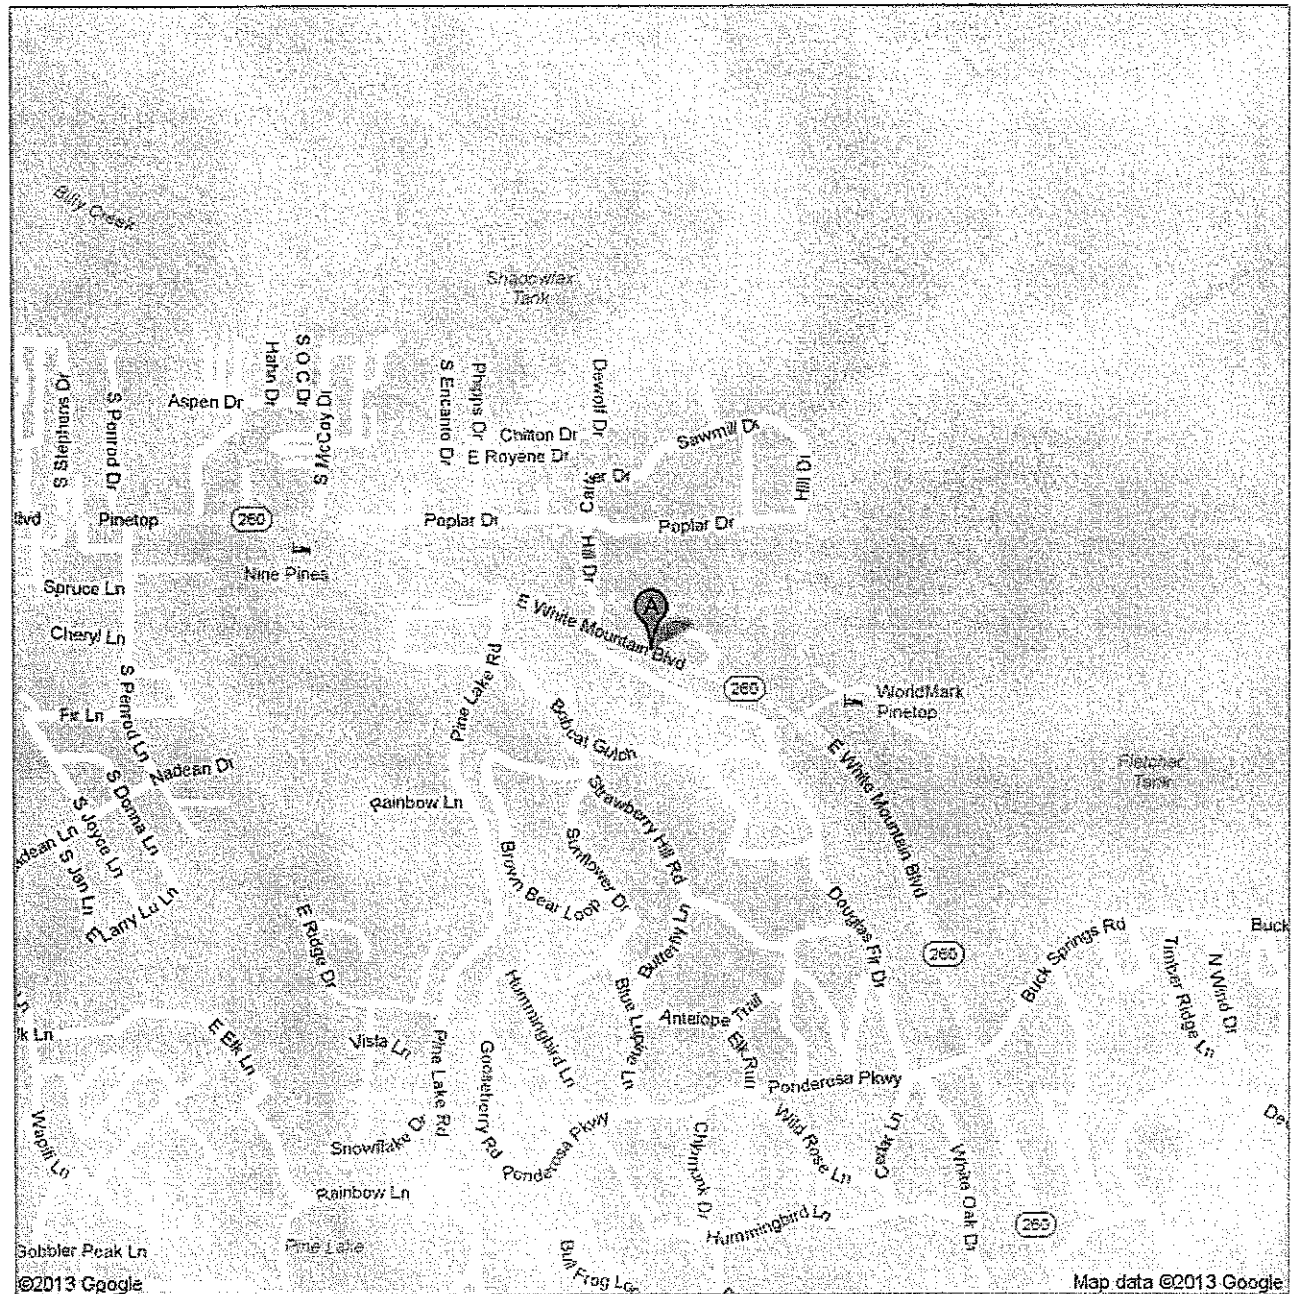 Billy Creek
Shadowfax
Tank
S Stephans Dr
S Penrod Dr
Aspen Dr
Hahn Dr
S O C Dr
S McCoy Dr
S Encanto Dr
Phipps Dr
Dewolf Dr
Chilton Dr
E Royene Dr
Sawmill Dr
Hill Dr
Blvd
Pinetop
260
Poplar Dr
Poplar Dr
Hill Dr
Nine Pines
Spruce Ln
Cheryl Ln
A
E White Mountain Blvd
S Penrod Ln
Pine Lake Rd
260
WorldMark
Pinetop
Fir Ln
Bobcat Gulch
E White Mountain Blvd
Fletcher
Tank
Nadean Dr
S Donna Ln
S Joyce Ln
Rainbow Ln
Strawberry Hill Rd
Sunflower Dr
S Jan Ln
E Larry Lu Ln
Brown Bear Loop
E Ridge Dr
Butterfly Ln
Douglas Fir Dr
260
Buck Springs Rd
Buck
Timber Ridge Ln
N Wind Dr
Hummingbird Ln
Blue Lupine Ln
Antelope Trail
Elk Run
lk Ln
E Elk Ln
Vista Ln
Pine Lake Rd
Gooseberry Rd
Ponderosa Pkwy
Wapiti Ln
Snowflake Dr
Ponderosa Pkwy
Chipmunk Dr
Wild Rose Ln
Cedar Ln
White Oak Dr
Rainbow Ln
Hummingbird Ln
260
Gobbler Peak Ln
Pine Lake
Bull Frog Loo
©2013 Google
Map data ©2013 Google